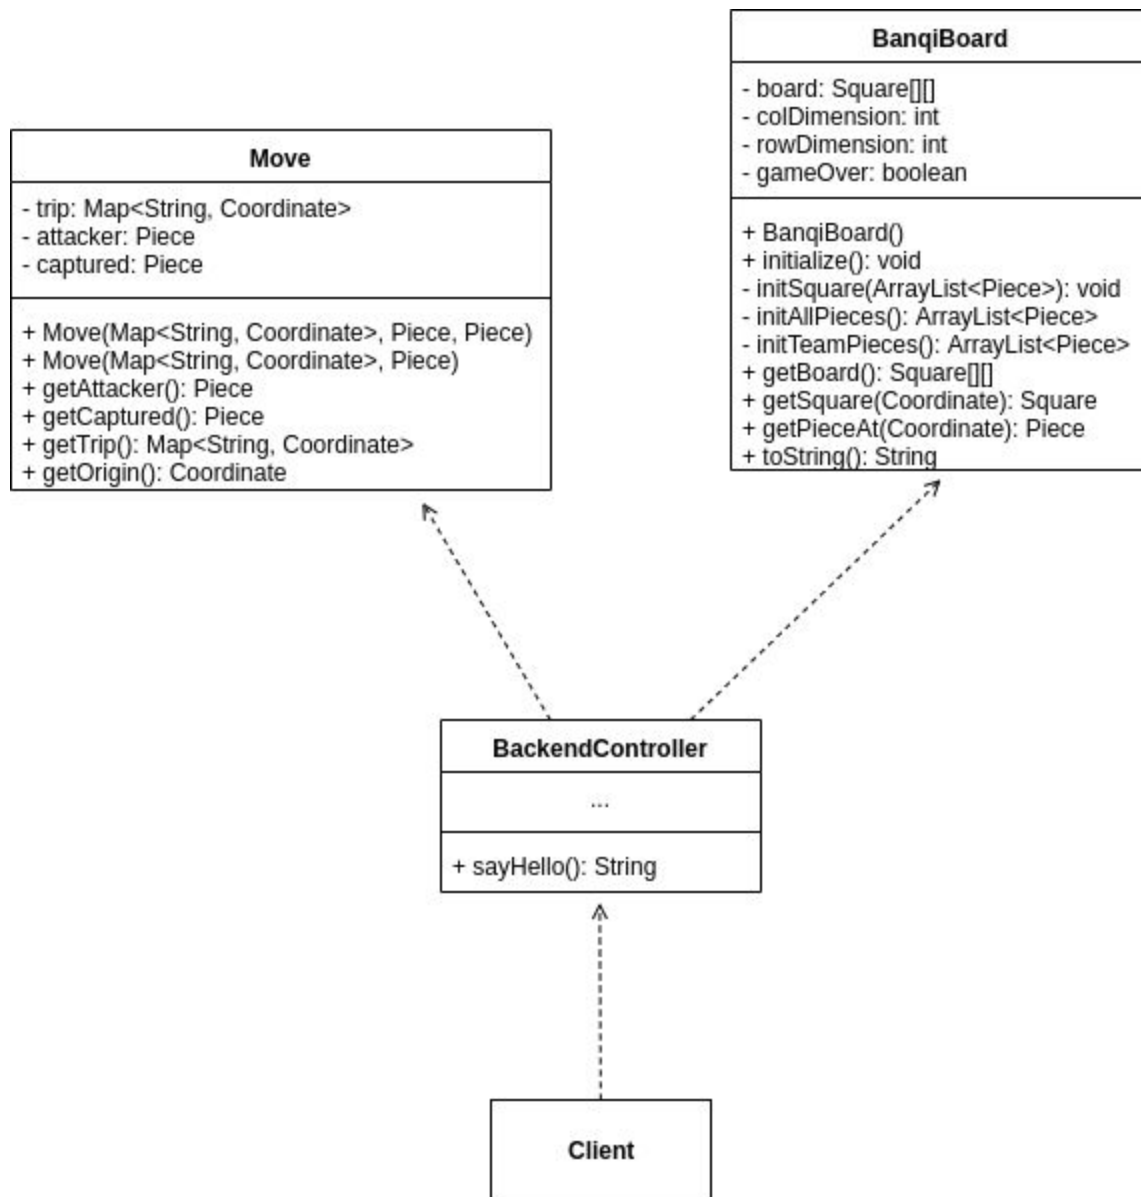 BanqiBoard
- board: Square[][]
- colDimension: int
- rowDimension: int
- gameOver: boolean
+ BanqiBoard()
+ initialize(): void
- initSquare(ArrayList<Piece>): void
- initAllPieces(): ArrayList<Piece>
- initTeamPieces(): ArrayList<Piece>
+ getBoard(): Square[][]
+ getSquare(Coordinate): Square
+ getPieceAt(Coordinate): Piece
+ toString(): String
Move
- trip: Map<String, Coordinate>
- attacker: Piece
- captured: Piece
+ Move(Map<String, Coordinate>, Piece, Piece)
+ Move(Map<String, Coordinate>, Piece)
+ getAttacker(): Piece
+ getCaptured(): Piece
+ getTrip(): Map<String, Coordinate>
+ getOrigin(): Coordinate
BackendController
...
+ sayHello(): String
Client